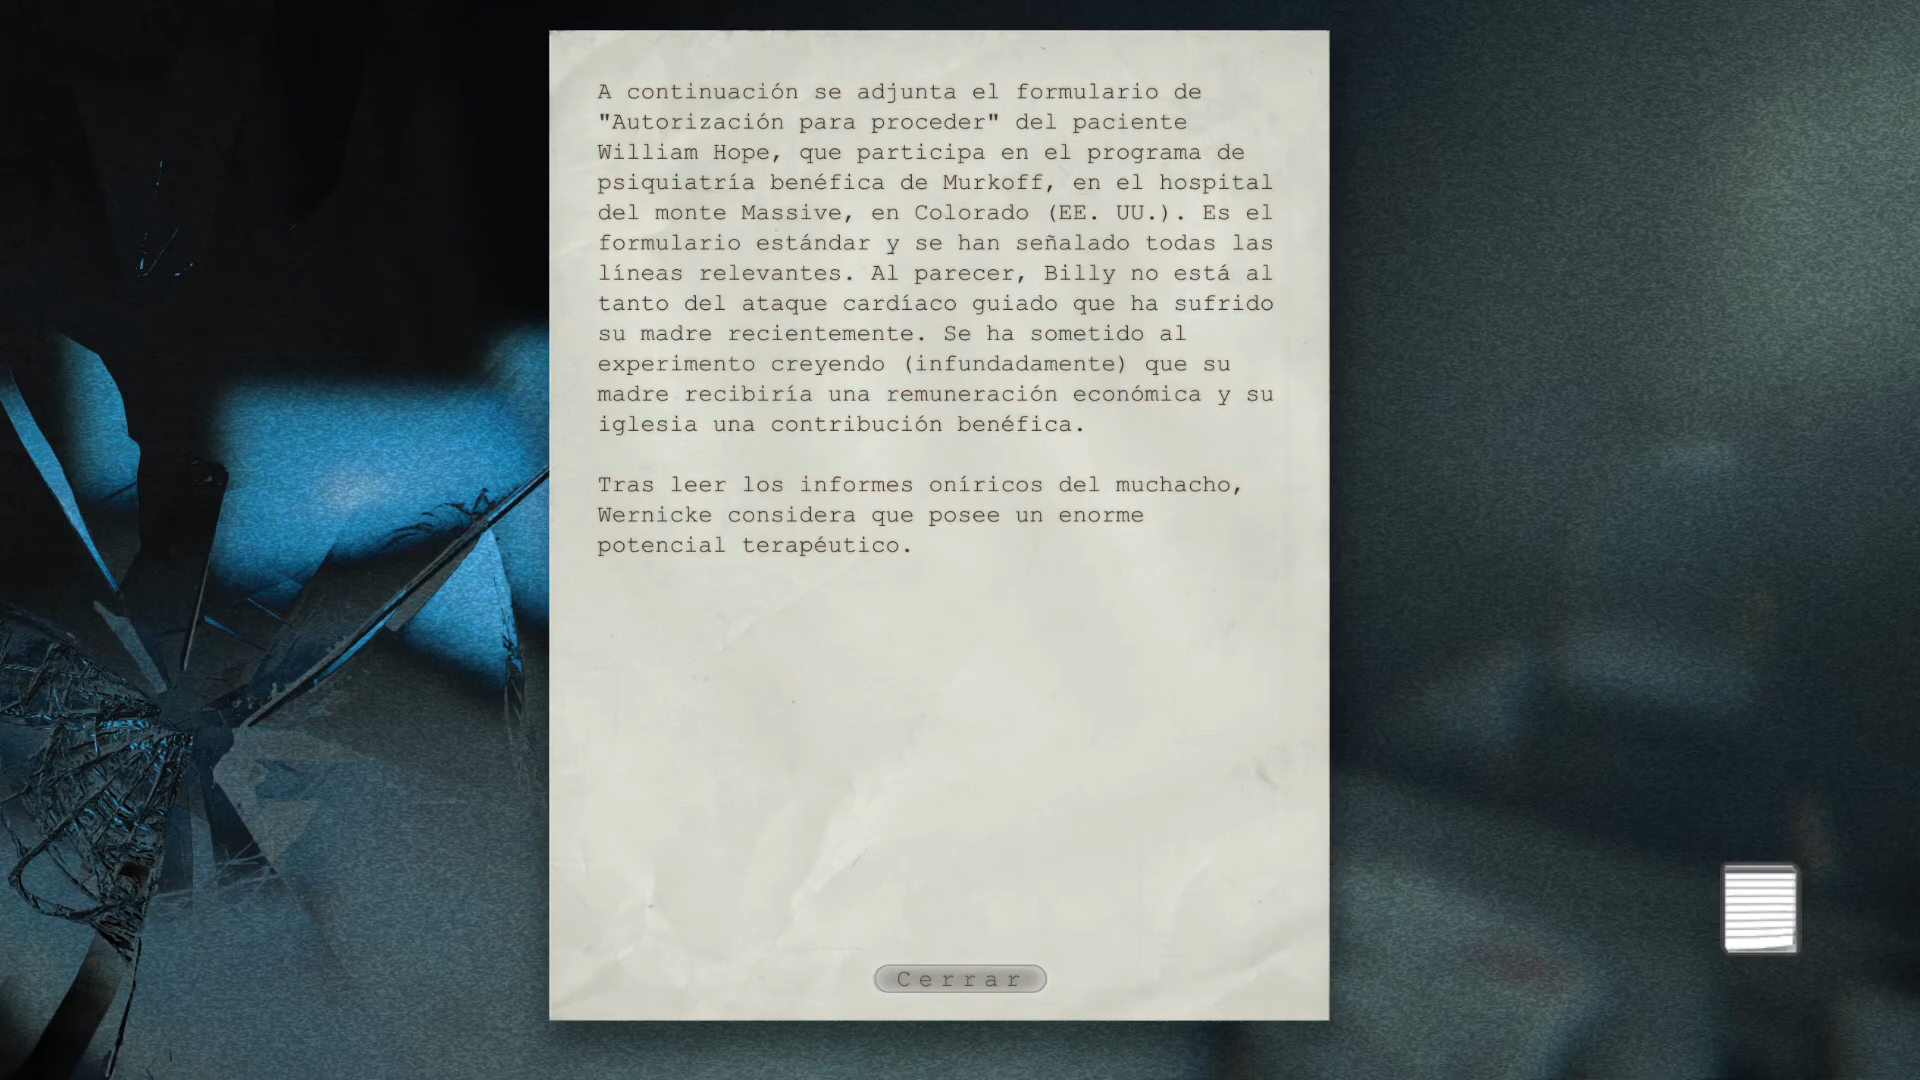 A continuación se adjunta el formulario de
"Autorización para proceder" del paciente
William Hope, que participa en el programa de
psiquiatría benéfica de Murkoff, en el hospital
del monte Massive, en Colorado (EE. UU.). Es el
formulario estándar y se han señalado todas las
líneas relevantes. Al parecer, Billy no está al
tanto del ataque cardíaco guiado que ha sufrido
su madre recientemente. Se ha sometido al
experimento creyendo (infundadamente) que su
madre recibiría una remuneración económica y su
iglesia una contribución benéfica.
Tras leer los informes oníricos del muchacho,
Wernicke considera que posee un enorme
potencial terapéutico.
Cerrar